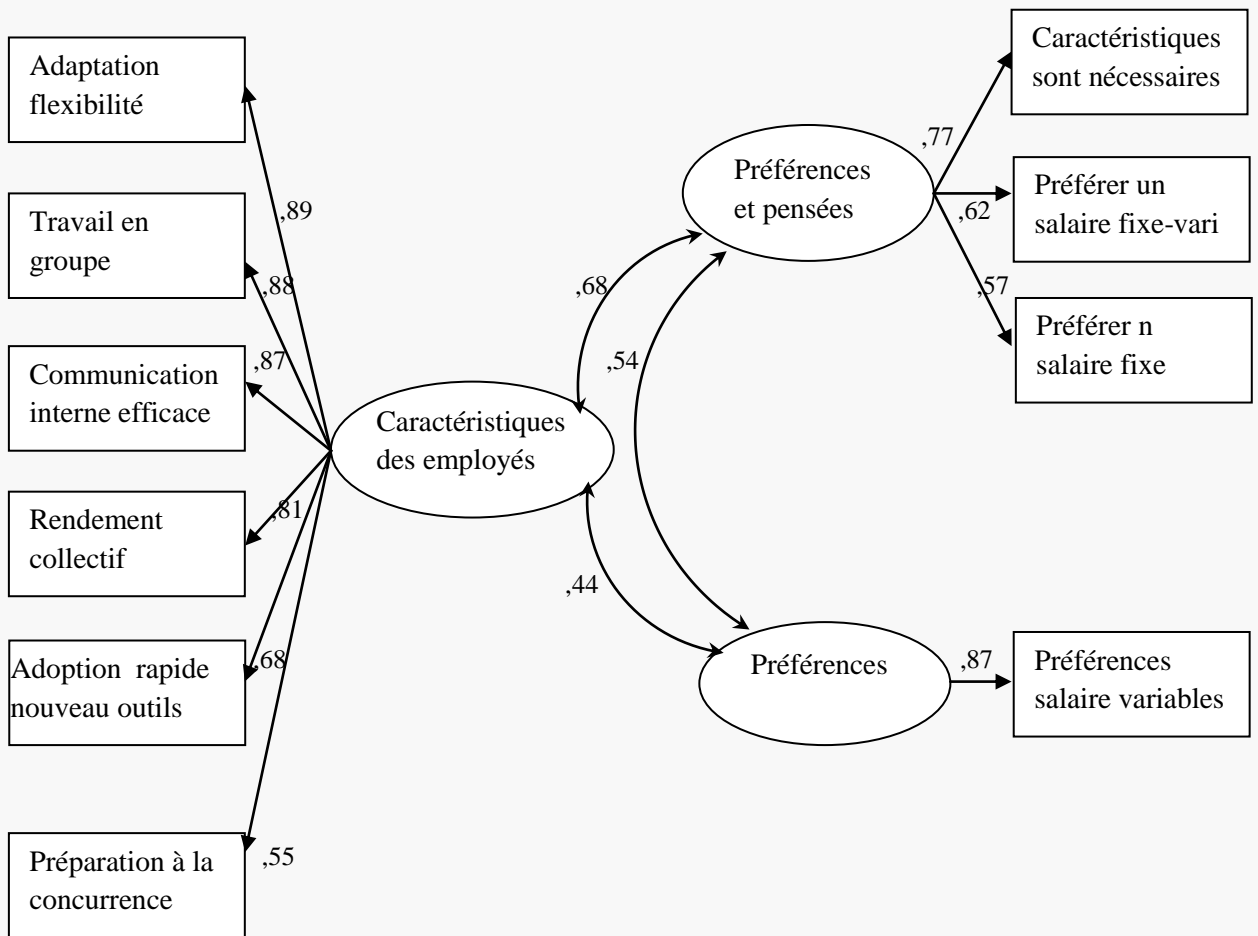 Adaptation
flexibilité
Travail en
groupe
Communication
interne efficace
Rendement
collectif
Adoption rapide
nouveau outils
Préparation à la
concurrence
,89
,88
,87
,81
,68
,55
Caractéristiques
des employés
,68
,54
,44
Préférences
et pensées
,77
,62
,57
Caractéristiques
sont nécessaires
Préférer un
salaire fixe-vari
Préférer n
salaire fixe
Préférences
,87
Préférences
salaire variables